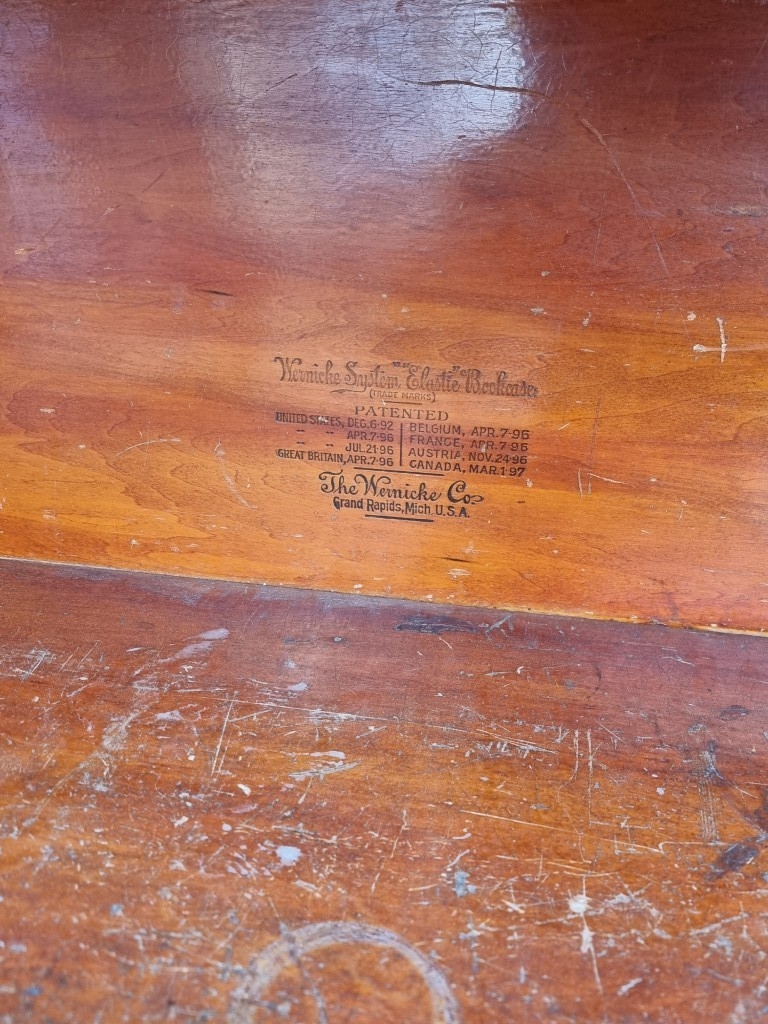 Wernicke System "Elastic" Bookcase
(TRADE MARKS)
PATENTED
UNITED STATES, DEC.6-92 | BELGIUM, APR.7-96
" " APR.7-96 | FRANCE, APR.7-96
" " JUL.21-96 | AUSTRIA, NOV.24-96
GREAT BRITAIN, APR.7-96 | CANADA, MAR.1-97
The Wernicke Co.
Grand Rapids, Mich. U.S.A.